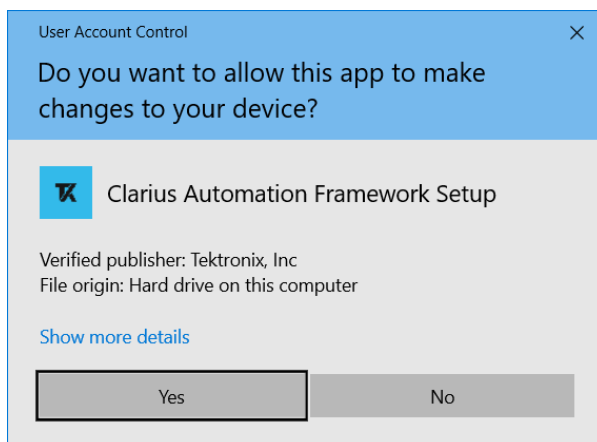 User Account Control
Do you want to allow this app to make
changes to your device?
TK Clarius Automation Framework Setup
Verified publisher: Tektronix, Inc
File origin: Hard drive on this computer
Show more details
Yes No